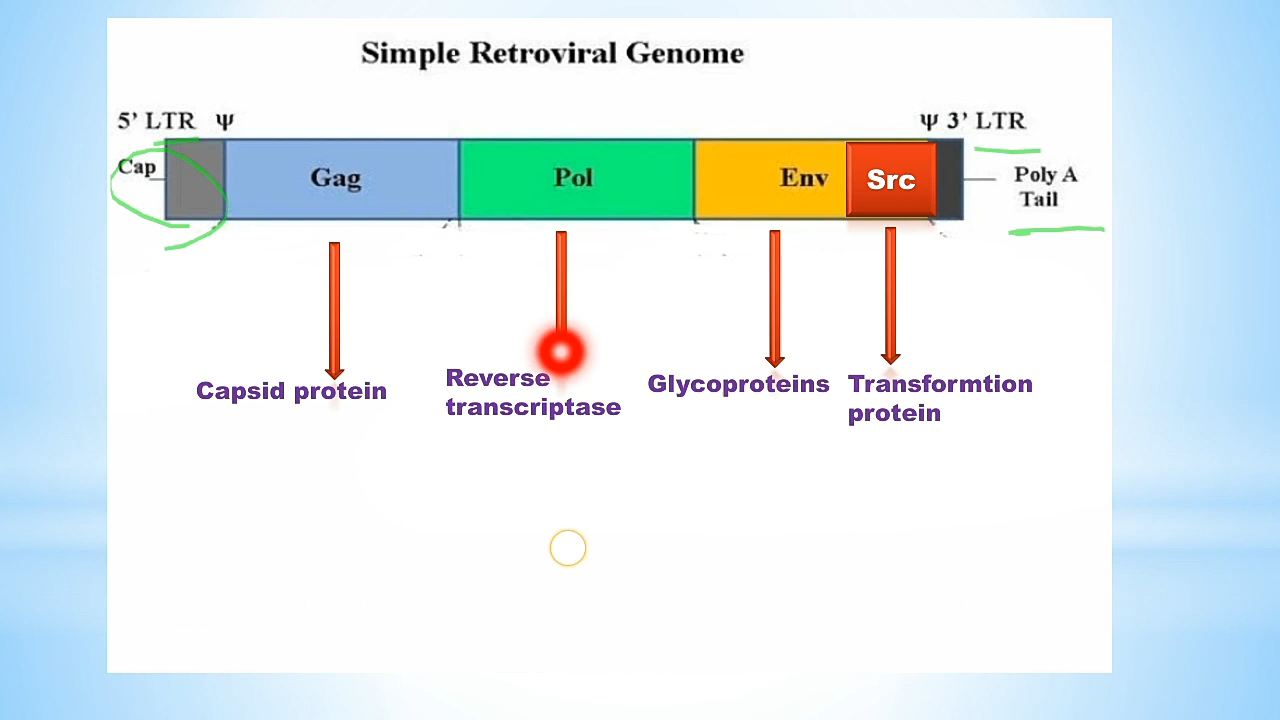 Simple Retroviral Genome
5’ LTR Ψ
Ψ 3’ LTR
Cap
Gag
Pol
Env
Src
Poly A
Tail
Capsid protein
Reverse
transcriptase
Glycoproteins
Transformtion
protein